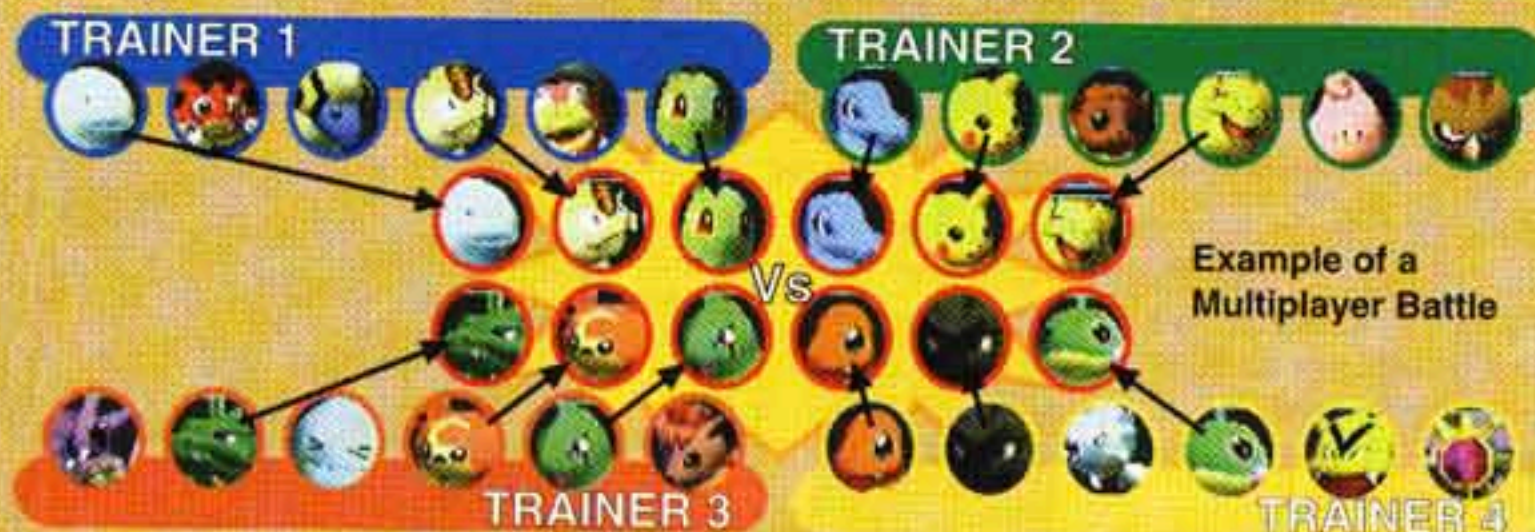 TRAINER 1
TRAINER 2
Vs
Example of a
Multiplayer Battle
TRAINER 3
TRAINER 4